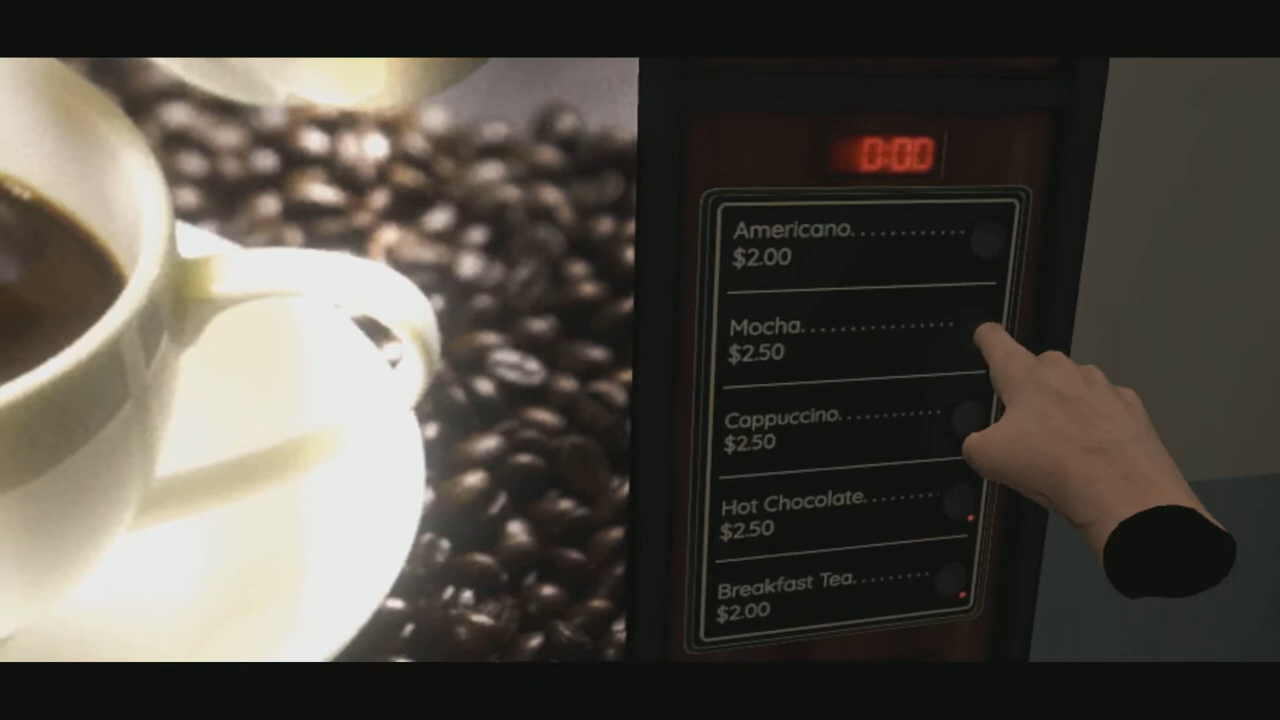 0:00
Americano..............
$2.00
Mocha..................
$2.50
Cappuccino............
$2.50
Hot Chocolate.........
$2.50
Breakfast Tea.........
$2.00